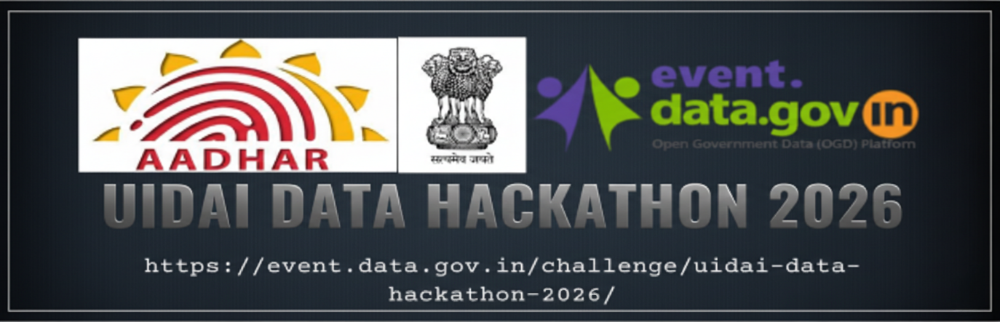 AADHAR
सत्यमेव जयते
event.
data.gov in
Open Government Data (OGD) Platfom
UIDAI DATA HACKATHON 2026
https://event.data.gov.in/challenge/uidai-data-
hackathon-2026/